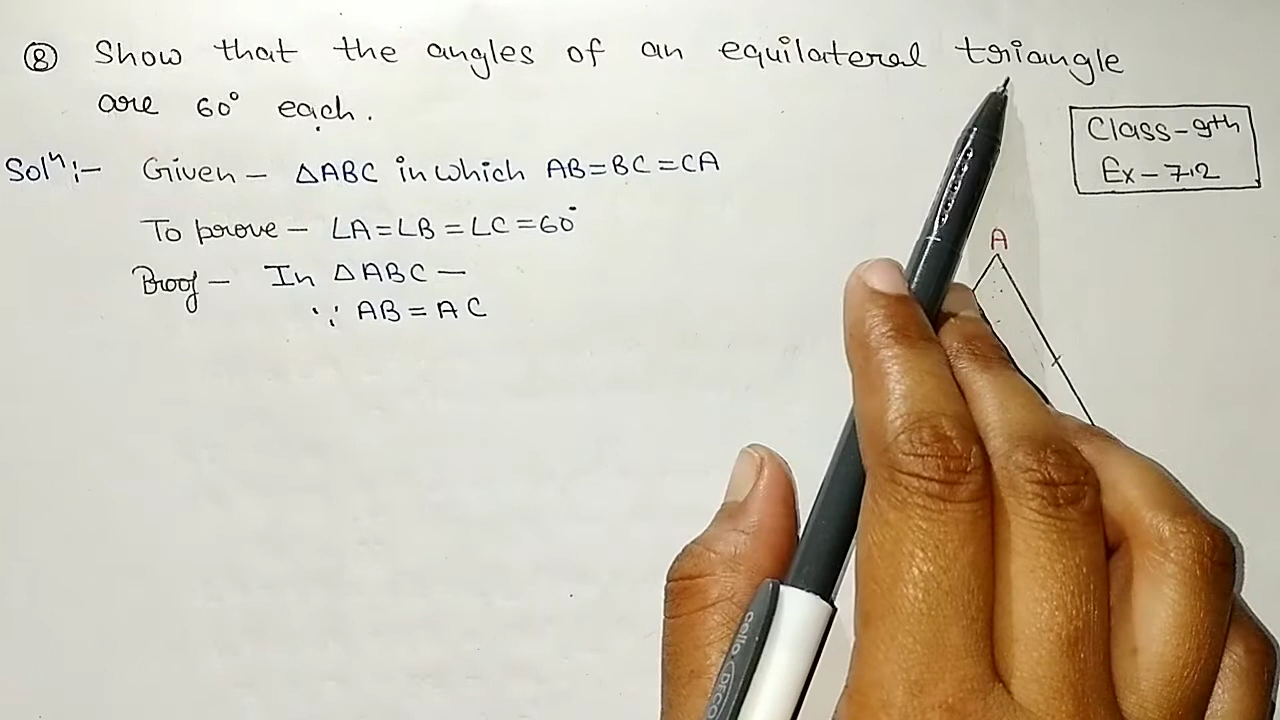 ⑧ Show that the angles of an equilateral triangle
are 60° each.
Class-9th
Ex-7.2
Solⁿ:- Given - △ABC in which AB=BC=CA
To prove - ∠A=∠B=∠C=60°
Proof - In △ABC -
∵ AB=AC
A
cello